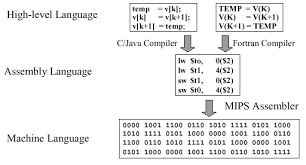 High-level Language
temp = v[k];
v[k] = v[k+1];
v[k+1] = temp;
TEMP = V(K)
V(K) = V(K+1)
V(K+1) = TEMP
C/Java Compiler
Fortran Compiler
Assembly Language
lw $to, 0($2)
lw $t1, 4($2)
sw $t1, 0($2)
sw $t0, 4($2)
MIPS Assembler
Machine Language
0000 1001 1100 0110 1010 1111 0101 1000
1010 1111 0101 1000 0000 1001 1100 0110
1100 0110 1010 1111 0101 1000 0000 1001
0101 1000 0000 1001 1100 0110 1010 1111